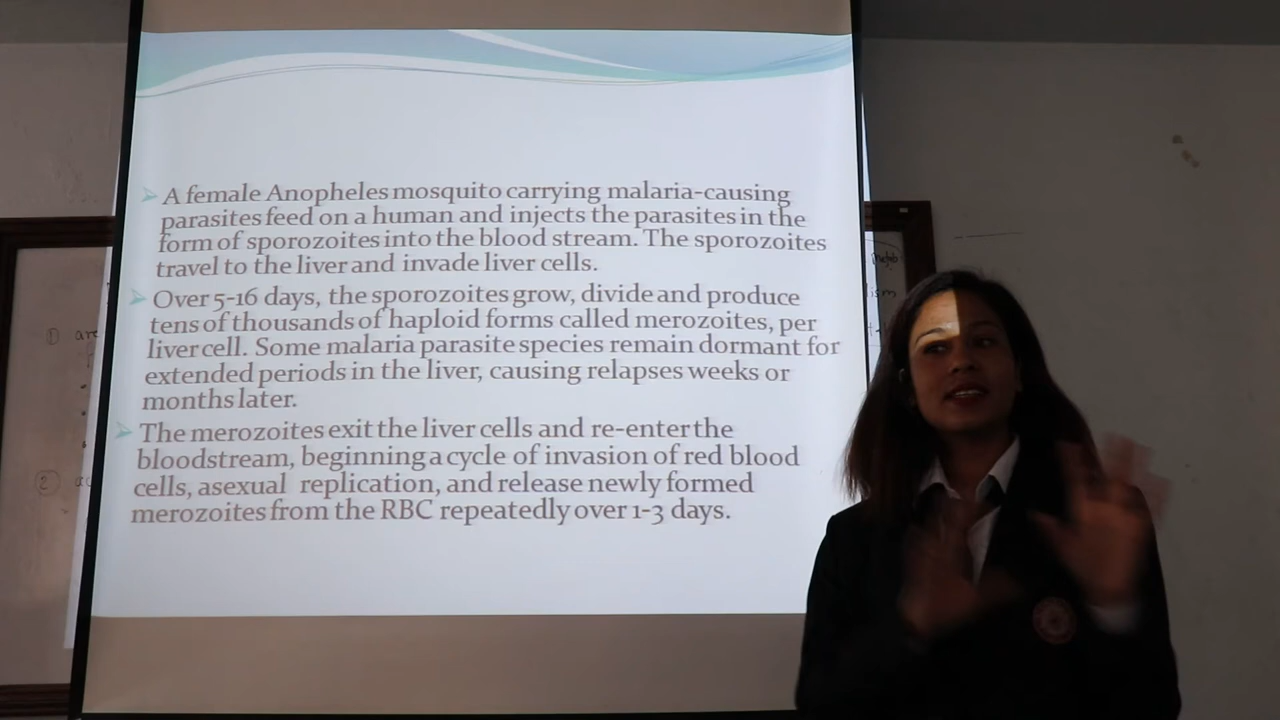 A female Anopheles mosquito carrying malaria-causing
parasites feed on a human and injects the parasites in the
form of sporozoites into the blood stream. The sporozoites
travel to the liver and invade liver cells.
Over 5-16 days, the sporozoites grow, divide and produce
tens of thousands of haploid forms called merozoites, per
liver cell. Some malaria parasite species remain dormant for
extended periods in the liver, causing relapses weeks or
months later.
The merozoites exit the liver cells and re-enter the
bloodstream, beginning a cycle of invasion of red blood
cells, asexual replication, and release newly formed
merozoites from the RBC repeatedly over 1-3 days.
① are
②